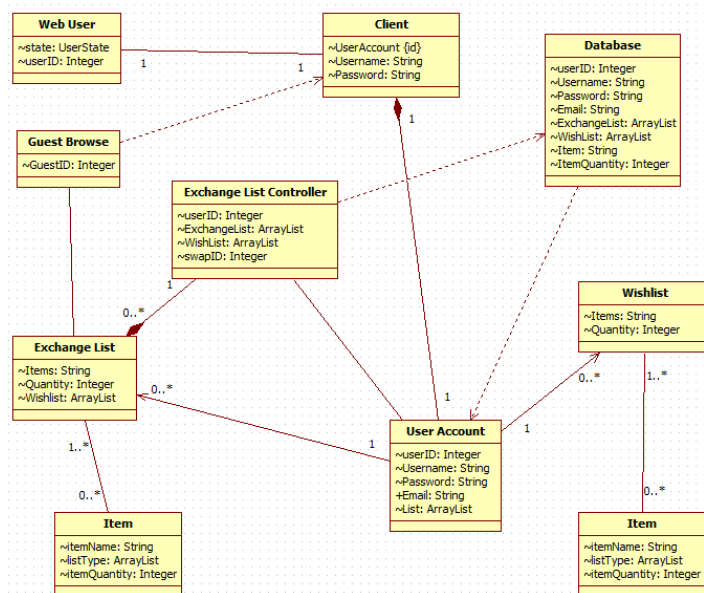 Web User
~state: UserState
~userID: Integer
1
1
Client
~UserAccount {id}
~Username: String
~Password: String
1
Database
~userID: Integer
~Username: String
~Password: String
~Email: String
~ExchangeList: ArrayList
~WishList: ArrayList
~Item: String
~ItemQuantity: Integer
Guest Browse
~GuestID: Integer
Exchange List Controller
~userID: Integer
~ExchangeList: ArrayList
~WishList: ArrayList
~swapID: Integer
1
0..*
Wishlist
~Items: String
~Quantity: Integer
Exchange List
~Items: String
~Quantity: Integer
~Wishlist: ArrayList
0..*
1
1
0..*
1
1..*
User Account
~userID: Integer
~Username: String
~Password: String
+Email: String
~List: ArrayList
1..*
0..*
0..*
Item
~itemName: String
~listType: ArrayList
~itemQuantity: Integer
Item
~itemName: String
~listType: ArrayList
~itemQuantity: Integer